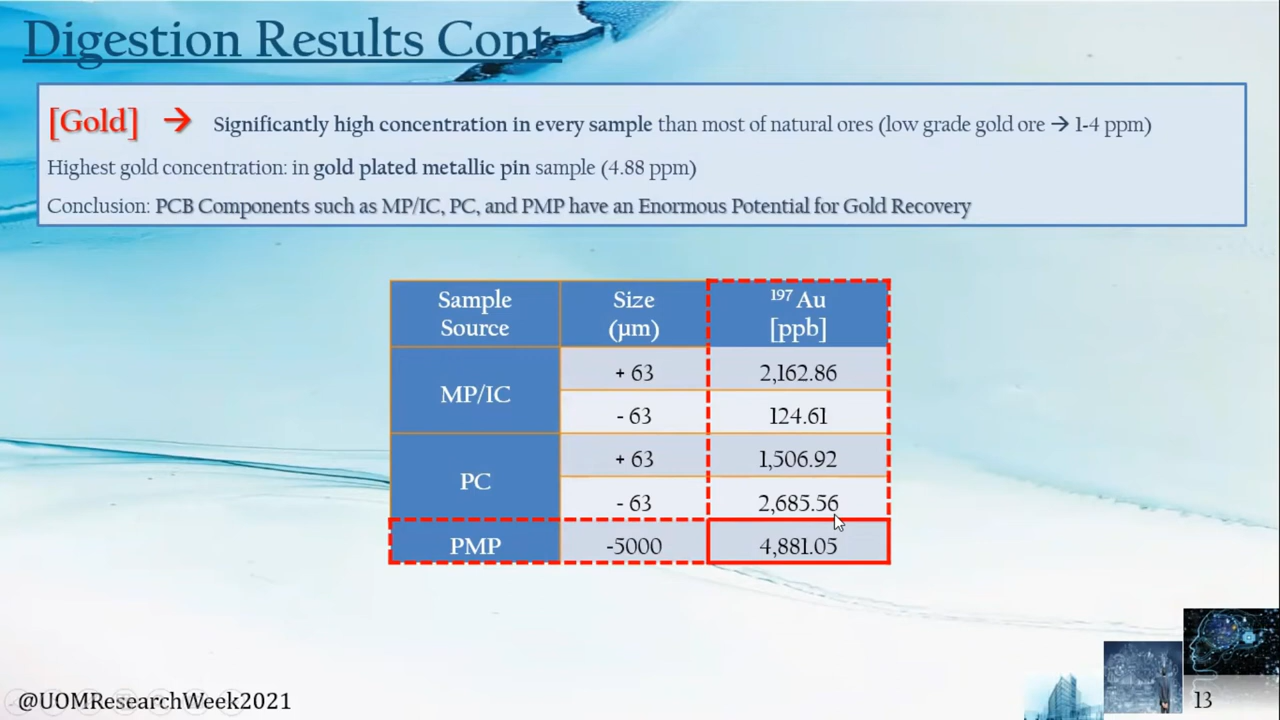 Digestion Results Cont.
[Gold] → Significantly high concentration in every sample than most of natural ores (low grade gold ore → 1-4 ppm)
Highest gold concentration: in gold plated metallic pin sample (4.88 ppm)
Conclusion: PCB Components such as MP/IC, PC, and PMP have an Enormous Potential for Gold Recovery
Sample Source Size (μm) ¹⁹⁷ Au [ppb]
MP/IC + 63 2,162.86
- 63 124.61
PC + 63 1,506.92
- 63 2,685.56
PMP -5000 4,881.05
@UOMResearchWeek2021
13